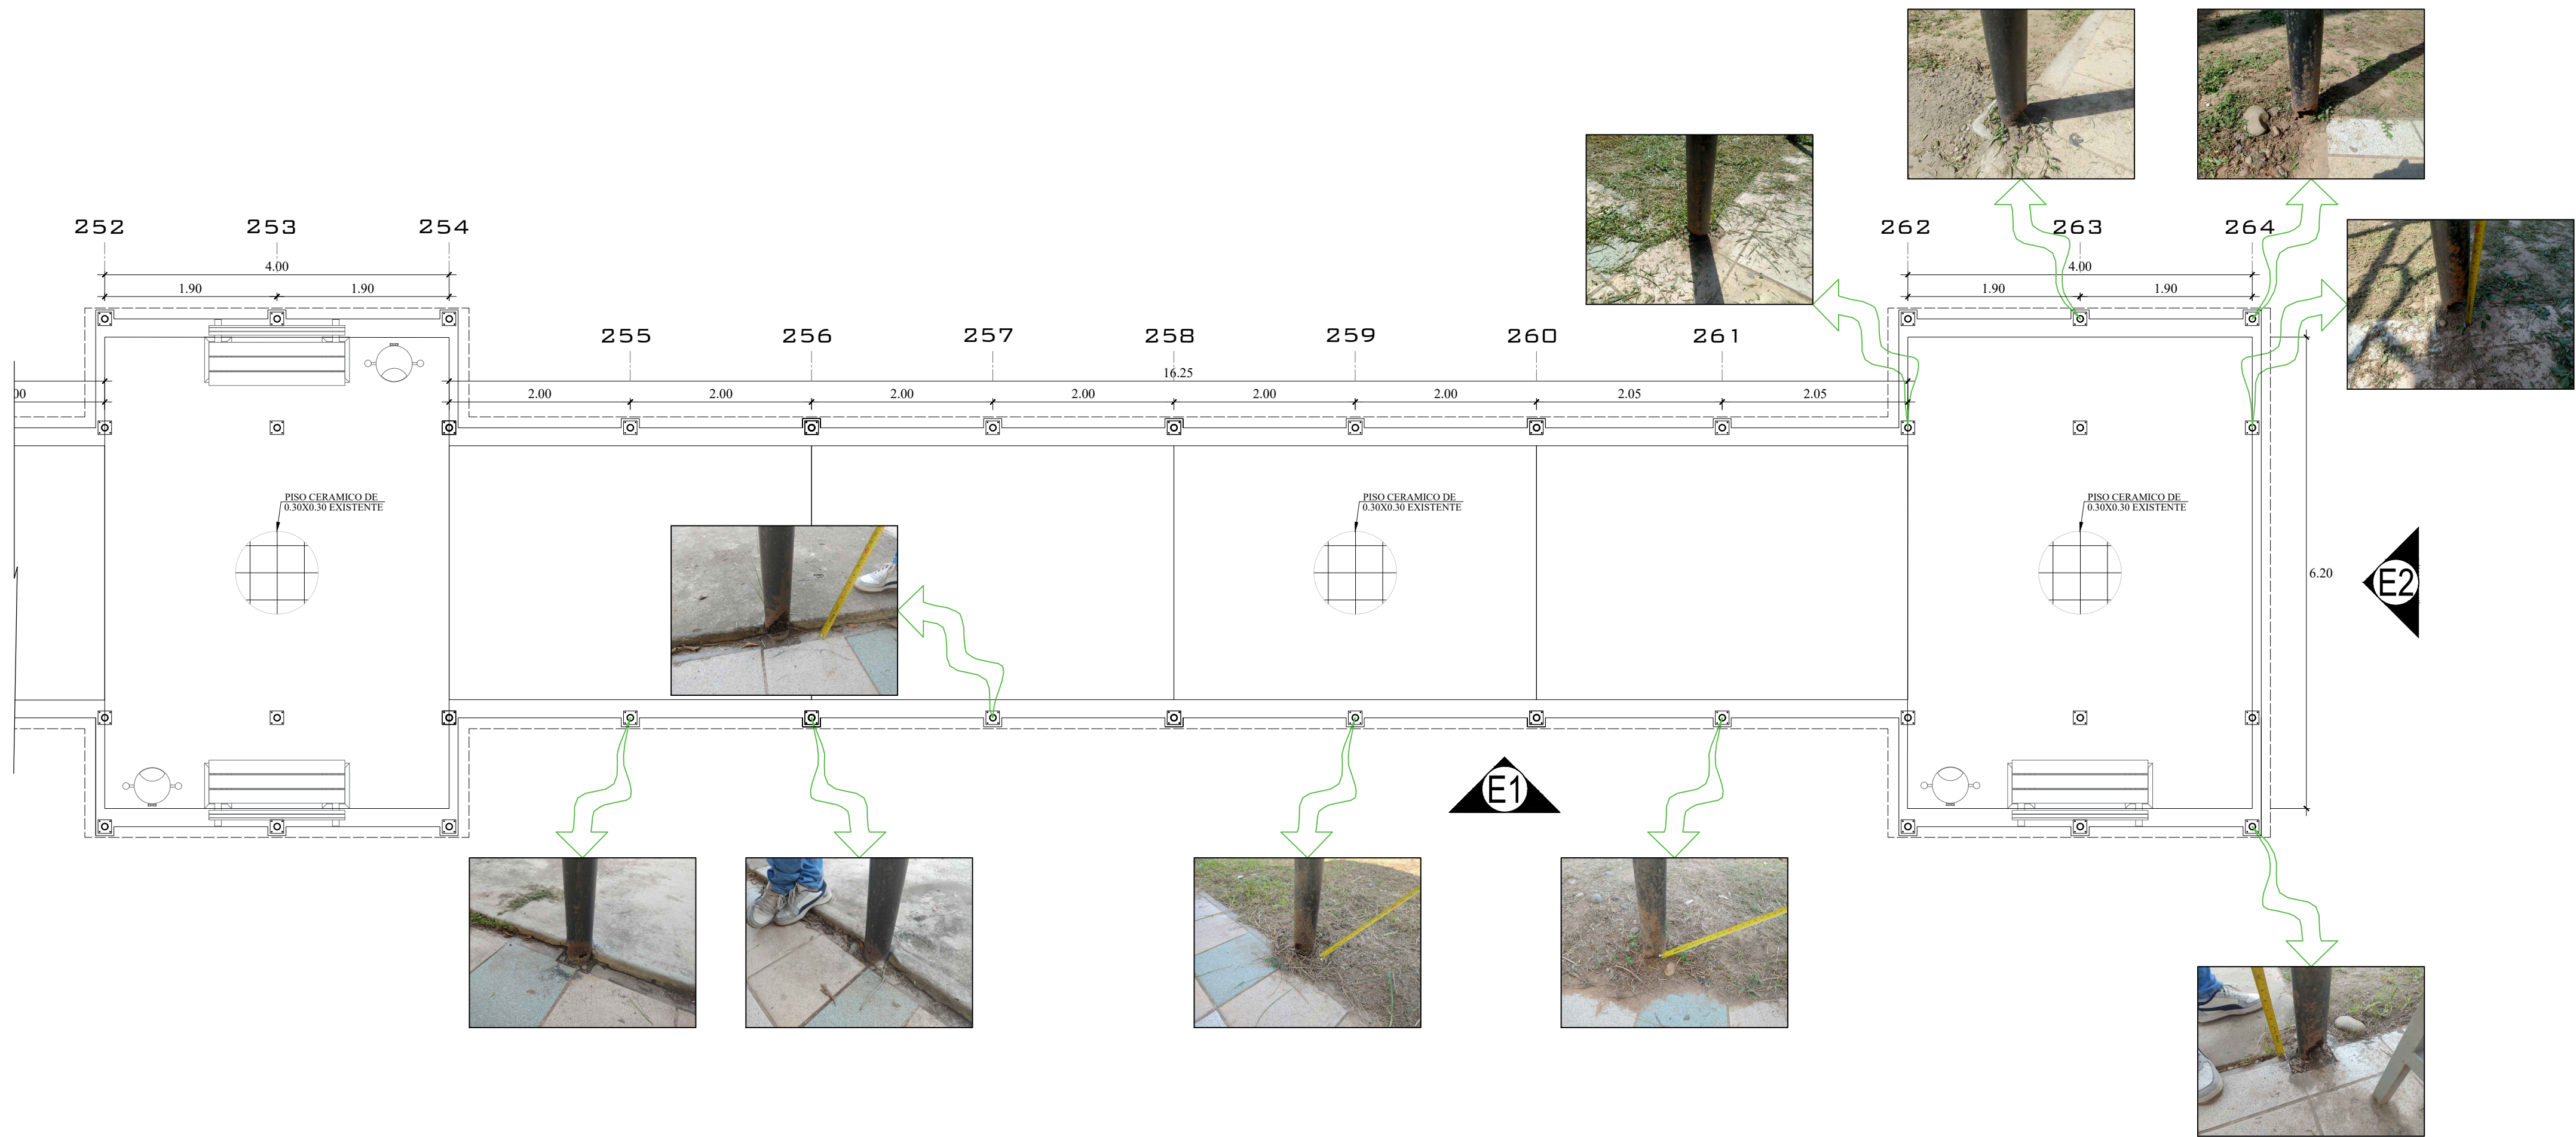 252 253 254 262 263 264
4.00 4.00
1.90 1.90 1.90 1.90
255 256 257 258 259 260 261
16.25
00 2.00 2.00 2.00 2.00 2.00 2.00 2.05 2.05
PISO CERAMICO DE
0.30X0.30 EXISTENTE
PISO CERAMICO DE
0.30X0.30 EXISTENTE
PISO CERAMICO DE
0.30X0.30 EXISTENTE
6.20
E2
E1